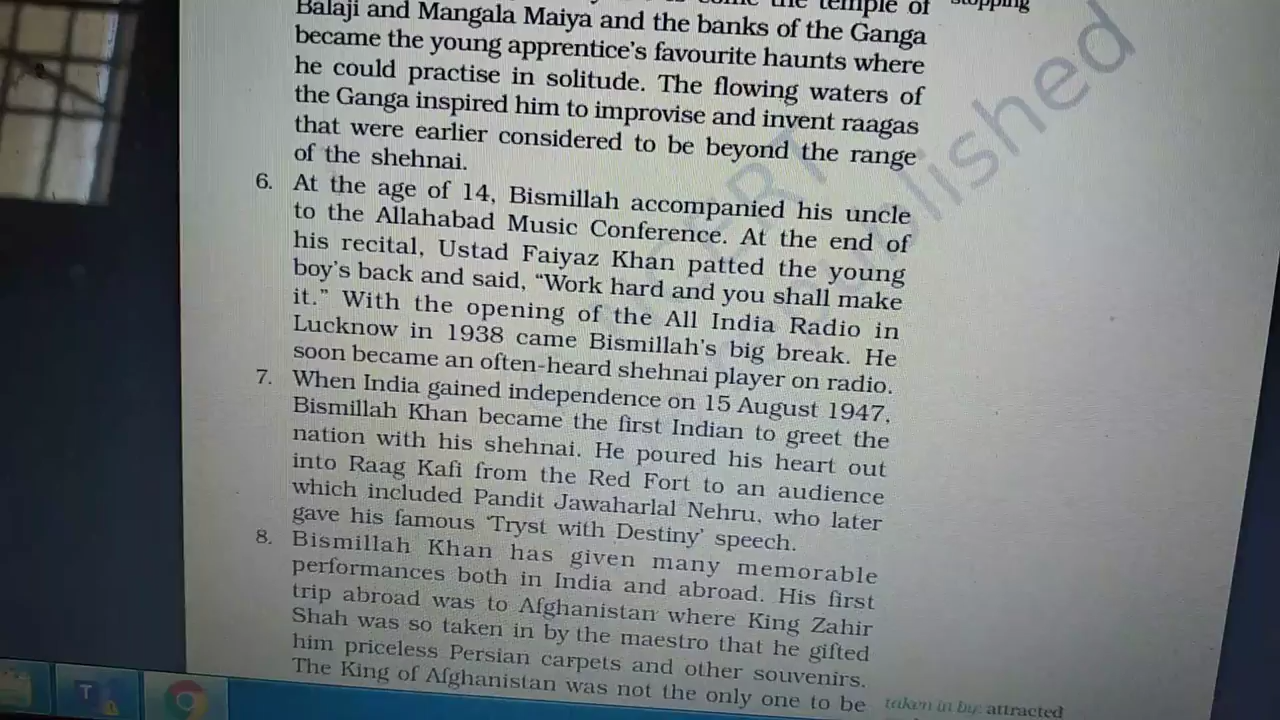 the temple of stopping
Balaji and Mangala Maiya and the banks of the Ganga
became the young apprentice's favourite haunts where
he could practise in solitude. The flowing waters of
the Ganga inspired him to improvise and invent raagas
that were earlier considered to be beyond the range
of the shehnai.
6. At the age of 14, Bismillah accompanied his uncle
to the Allahabad Music Conference. At the end of
his recital, Ustad Faiyaz Khan patted the young
boy's back and said, “Work hard and you shall make
it.” With the opening of the All India Radio in
Lucknow in 1938 came Bismillah's big break. He
soon became an often-heard shehnai player on radio.
7. When India gained independence on 15 August 1947,
Bismillah Khan became the first Indian to greet the
nation with his shehnai. He poured his heart out
into Raag Kafi from the Red Fort to an audience
which included Pandit Jawaharlal Nehru, who later
gave his famous ‘Tryst with Destiny’ speech.
8. Bismillah Khan has given many memorable
performances both in India and abroad. His first
trip abroad was to Afghanistan where King Zahir
Shah was so taken in by the maestro that he gifted
him priceless Persian carpets and other souvenirs.
The King of Afghanistan was not the only one to be
taken in by: attracted